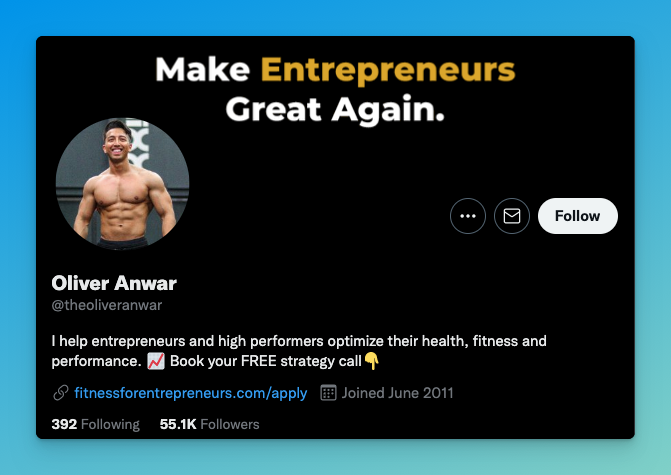 Make Entrepreneurs
Great Again.
Follow
Oliver Anwar
@theoliveranwar
I help entrepreneurs and high performers optimize their health, fitness and
performance. 📈 Book your FREE strategy call👇
fitnessforentrepreneurs.com/apply Joined June 2011
392 Following 55.1K Followers